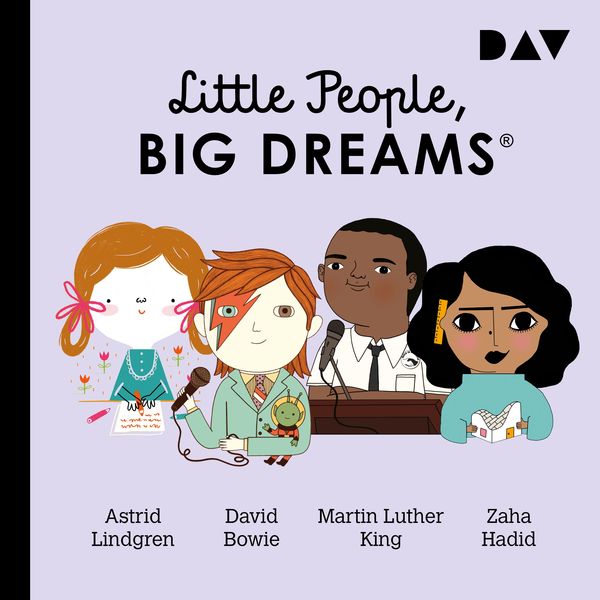 DAV
Little People,
BIG DREAMS®
Astrid
Lindgren
David
Bowie
Martin Luther
King
Zaha
Hadid